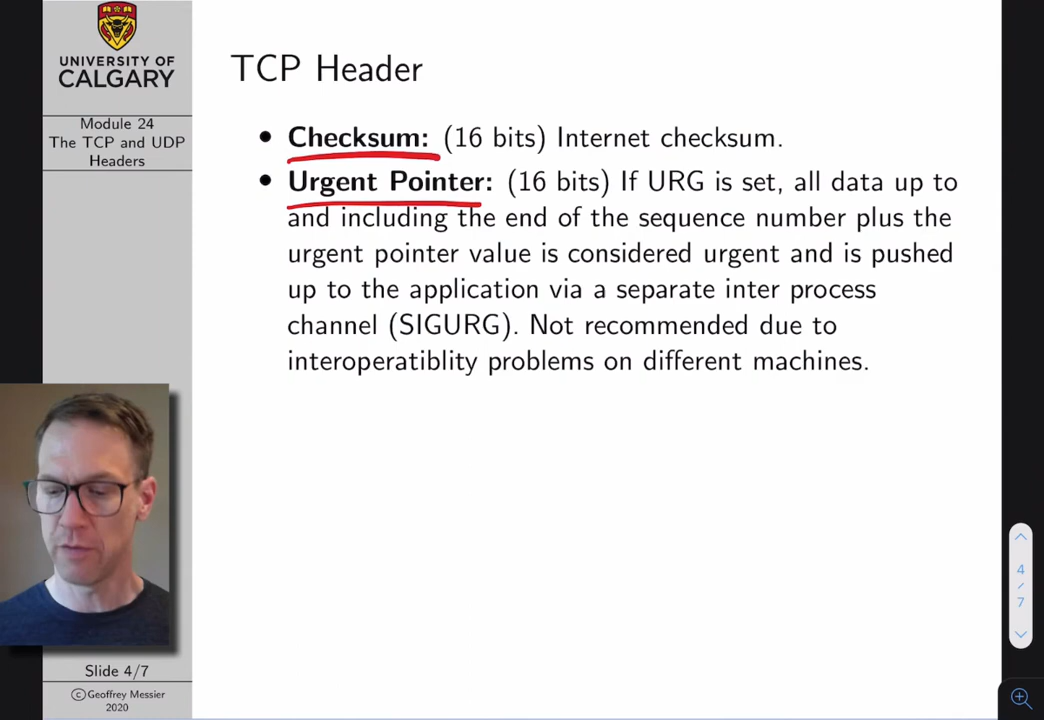 UNIVERSITY OF
CALGARY
Module 24
The TCP and UDP
Headers
TCP Header
• Checksum: (16 bits) Internet checksum.
• Urgent Pointer: (16 bits) If URG is set, all data up to
and including the end of the sequence number plus the
urgent pointer value is considered urgent and is pushed
up to the application via a separate inter process
channel (SIGURG). Not recommended due to
interoperatiblity problems on different machines.
4
/
7
Slide 4/7
©Geoffrey Messier
2020